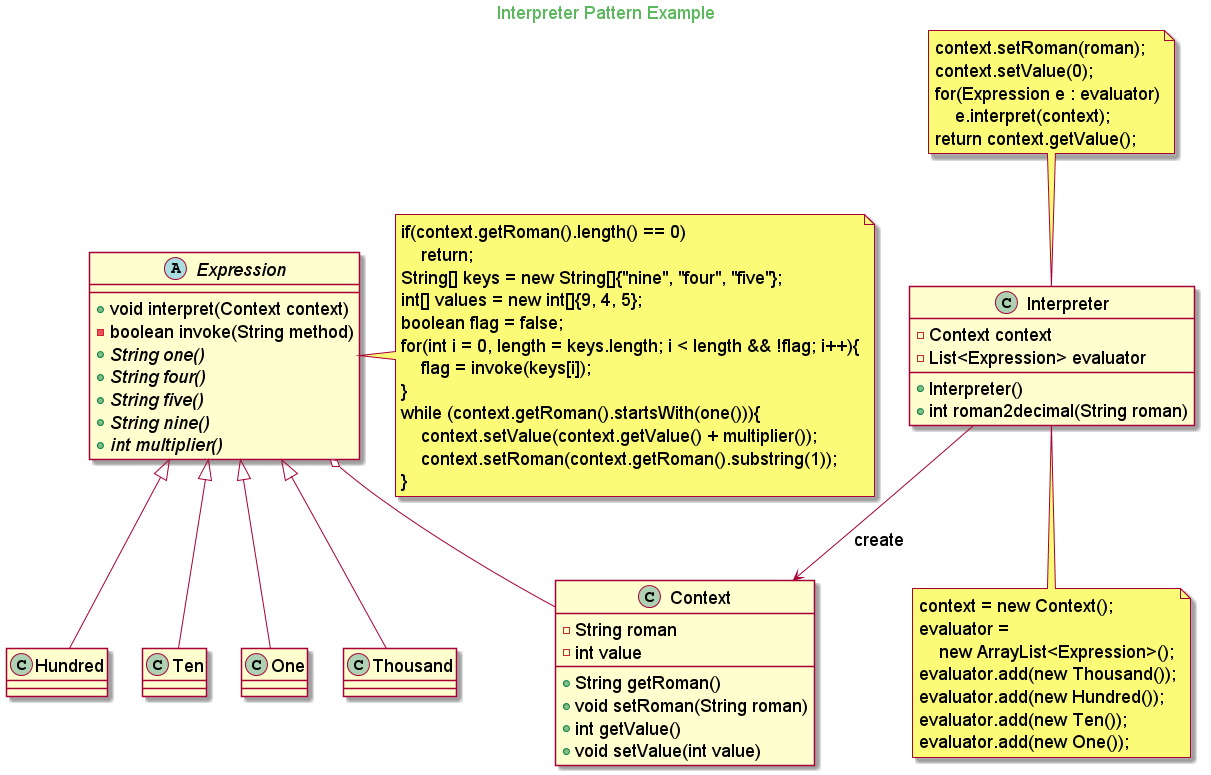 Interpreter Pattern Example
context.setRoman(roman);
context.setValue(0);
for(Expression e : evaluator)
e.interpret(context);
return context.getValue();
if(context.getRoman().length() == 0)
return;
String[] keys = new String[]{"nine", "four", "five"};
int[] values = new int[]{9, 4, 5};
boolean flag = false;
for(int i = 0, length = keys.length; i < length && !flag; i++){
flag = invoke(keys[i]);
}
while (context.getRoman().startsWith(one())){
context.setValue(context.getValue() + multiplier());
context.setRoman(context.getRoman().substring(1));
}
A Expression
void interpret(Context context)
boolean invoke(String method)
String one()
String four()
String five()
String nine()
int multiplier()
C Interpreter
Context context
List<Expression> evaluator
Interpreter()
int roman2decimal(String roman)
create
C Hundred
C Ten
C One
C Thousand
C Context
String roman
int value
String getRoman()
void setRoman(String roman)
int getValue()
void setValue(int value)
context = new Context();
evaluator =
new ArrayList<Expression>();
evaluator.add(new Thousand());
evaluator.add(new Hundred());
evaluator.add(new Ten());
evaluator.add(new One());